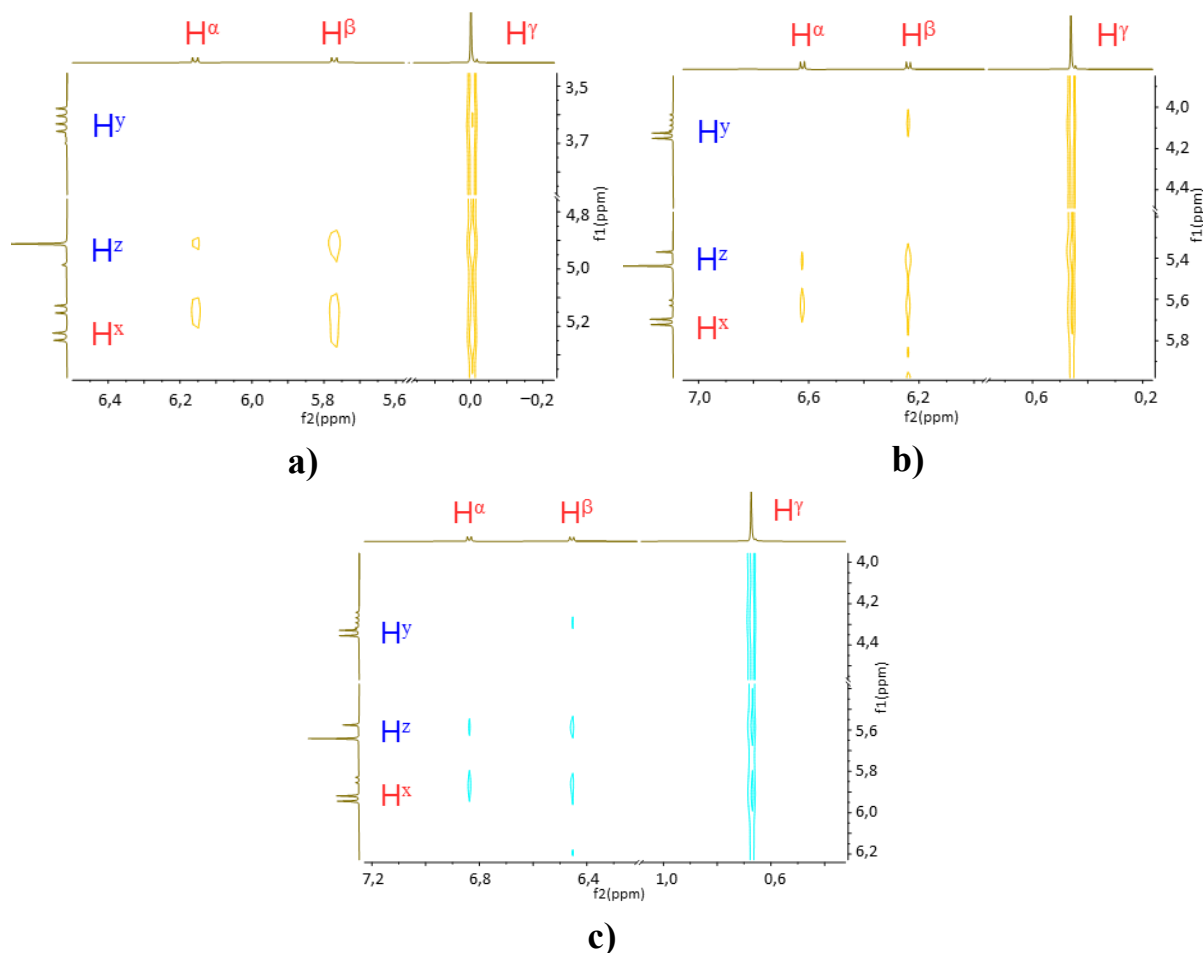 Hα Hβ Hγ
Hy
Hz
Hx
3,5
3,7
4,8
5,0
5,2
f1(ppm)
6,4 6,2 6,0 5,8 5,6 0,0 −0,2
f2(ppm)
a)
Hα Hβ Hγ
Hy
Hz
Hx
4,0
4,2
4,4
5,4
5,6
5,8
f1(ppm)
7,0 6,6 6,2 0,6 0,2
f2(ppm)
b)
Hα Hβ Hγ
Hy
Hz
Hx
4,0
4,2
4,4
5,6
5,8
6,0
6,2
f1(ppm)
7,2 6,8 6,4 1,0 0,6
f2(ppm)
c)